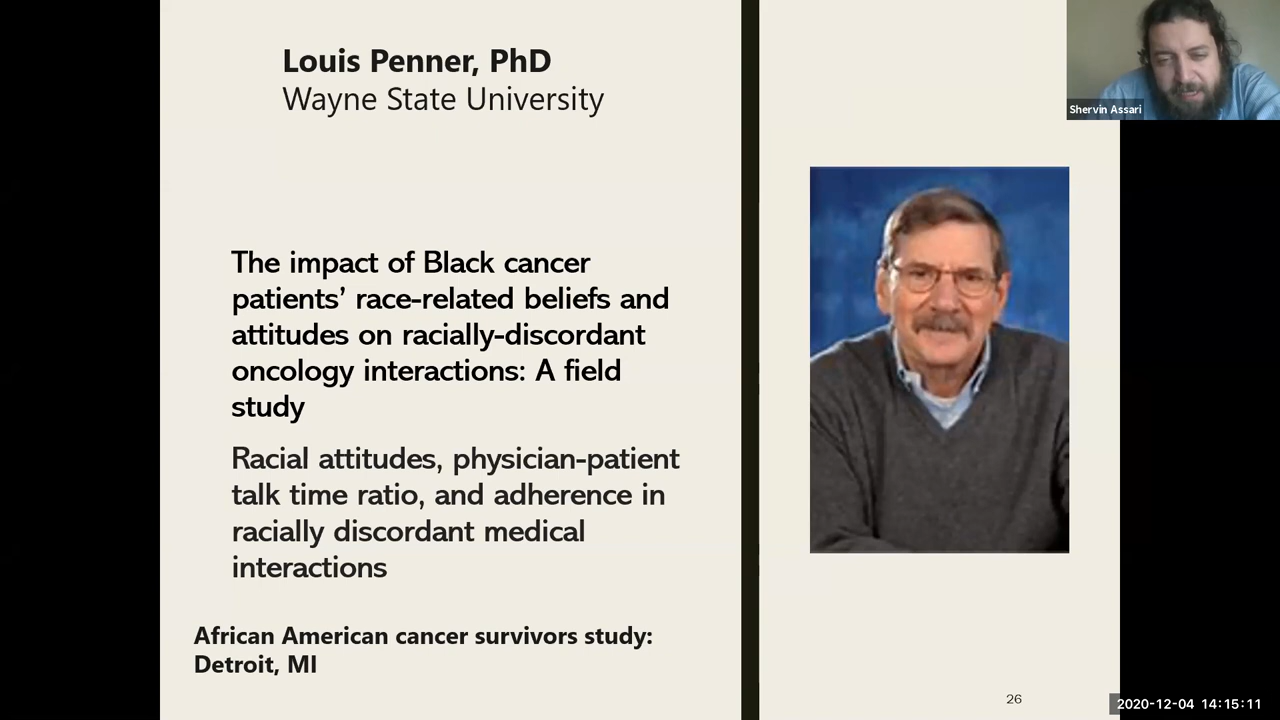 Louis Penner, PhD
Wayne State University
Shervin Assari
The impact of Black cancer
patients’ race-related beliefs and
attitudes on racially-discordant
oncology interactions: A field
study
Racial attitudes, physician-patient
talk time ratio, and adherence in
racially discordant medical
interactions
African American cancer survivors study:
Detroit, MI
26
2020-12-04 14:15:11